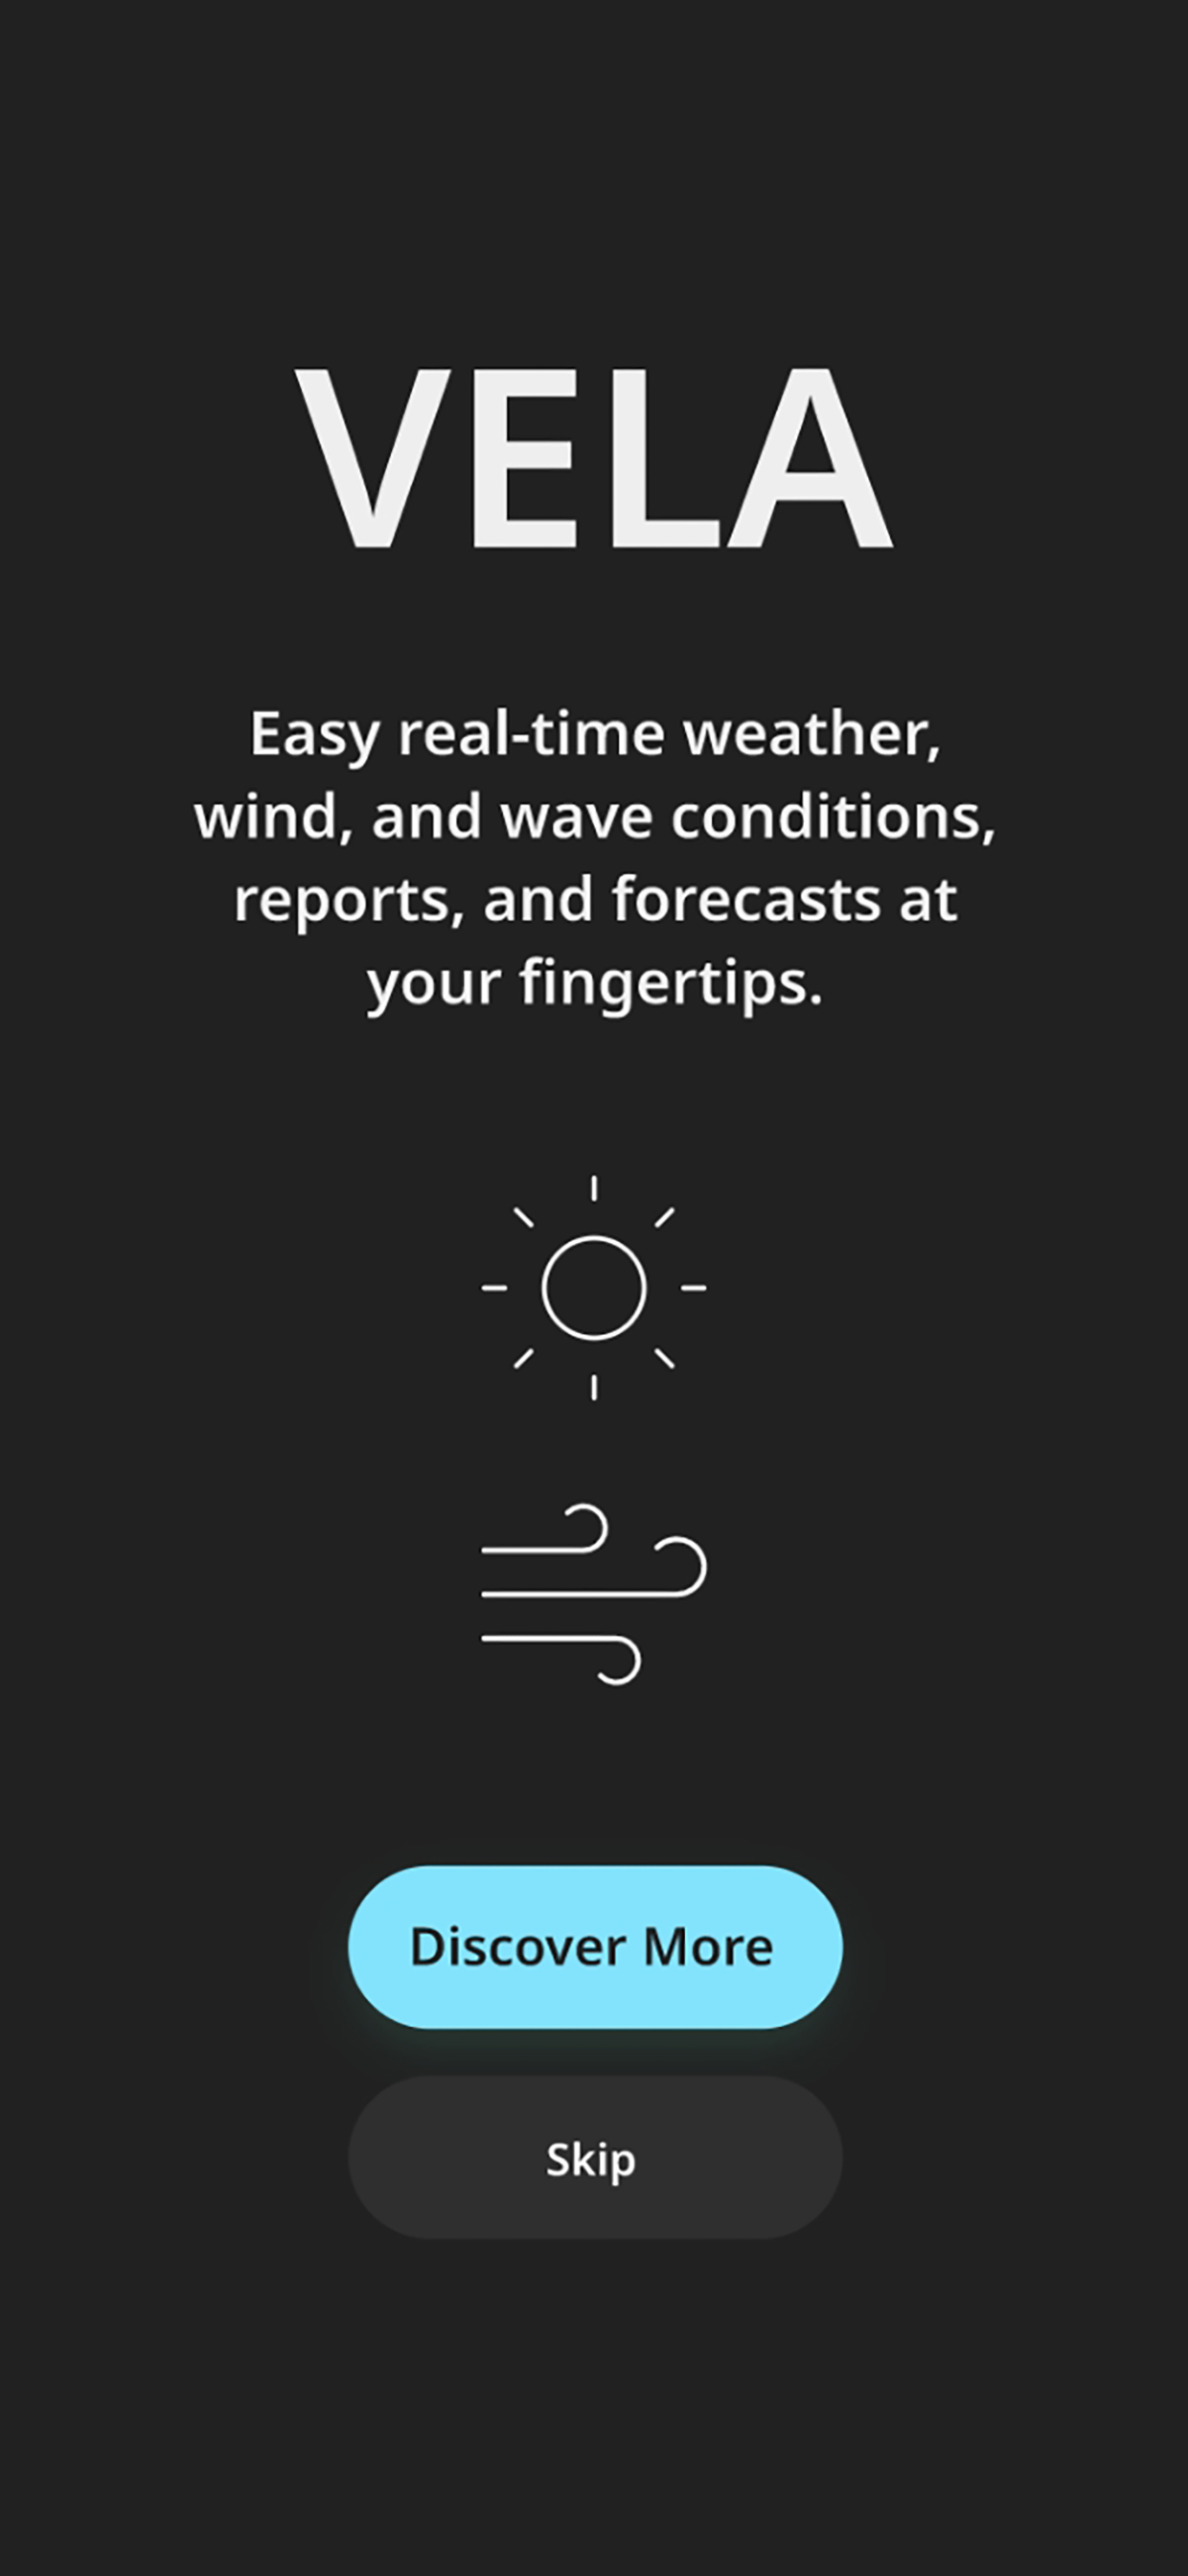 VELA
Easy real-time weather,
wind, and wave conditions,
reports, and forecasts at
your fingertips.
Discover More
Skip